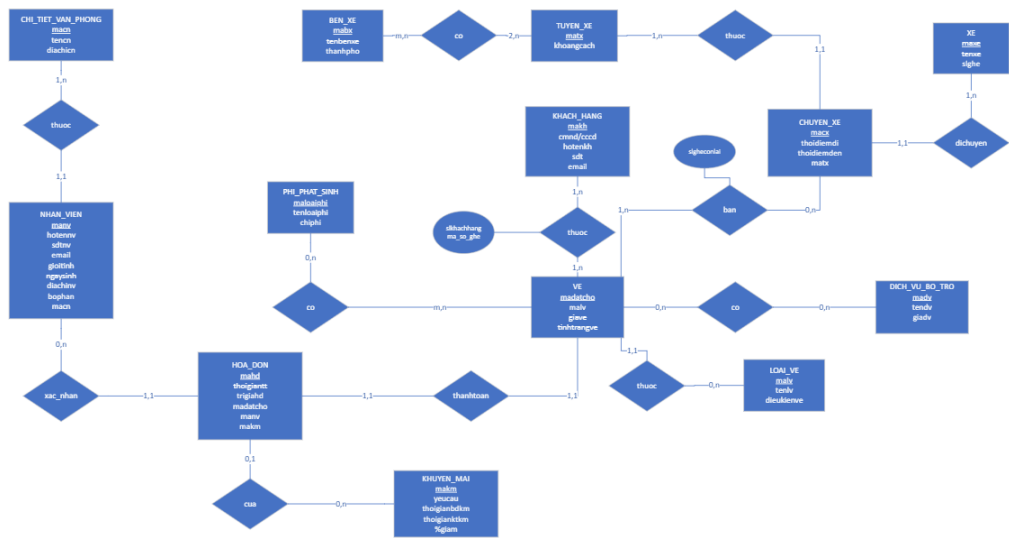 CHI_TIET_VAN_PHONG
macn
tencn
diachicn
1,n
thuoc
1,1
NHAN_VIEN
manv
hotennv
sdtnv
email
gioitinh
ngaysinh
diachinv
bophan
macn
0,n
xac_nhan
1,1
HOA_DON
mahd
thoigiantt
trigiahd
madatcho
manv
makm
1,1
thanhtoan
1,1
0,1
cua
0,n
KHUYEN_MAI
makm
yeucau
thoigianbdkm
thoigianktkm
%giam
BEN_XE
mabx
tenbenxe
thanhpho
m,n
co
2,n
TUYEN_XE
matx
khoangcach
1,n
thuoc
1,1
XE
maxe
tenxe
slghe
1,n
dichuyen
1,1
CHUYEN_XE
macx
thoidiemdi
thoidiemden
matx
0,n
ban
slgheconlai
1,n
KHACH_HANG
makh
cmnd/cccd
hotenkh
sdt
email
1,n
thuoc
slkhachhang
ma_so_ghe
1,n
PHI_PHAT_SINH
maloaiphi
tenloaiphi
chiphi
0,n
co
m,n
VE
madatcho
malv
giave
tinhtrangve
0,n
co
0,n
DICH_VU_BO_TRO
madv
tendv
giadv
1,1
thuoc
0,n
LOAI_VE
malv
tenlv
dieukienve